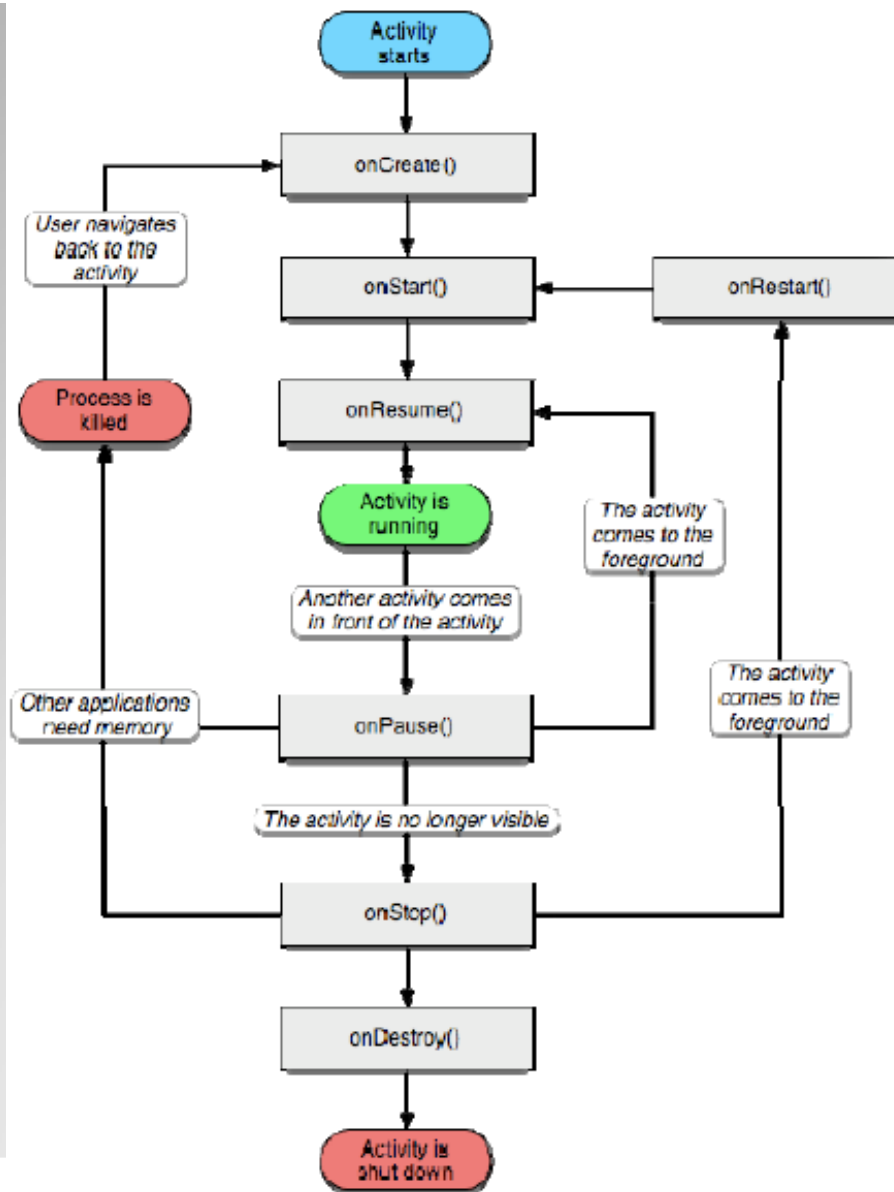 Activity
starts
onCreate()
User navigates
back to the
activity
onStart()
onRestart()
Process is
killed
onResume()
Activity is
running
The activity
comes to the
foreground
Another activity comes
in front of the activity
The activity
comes to the
foreground
Other applications
need memory
onPause()
The activity is no longer visible
onStop()
onDestroy()
Activity is
shut down